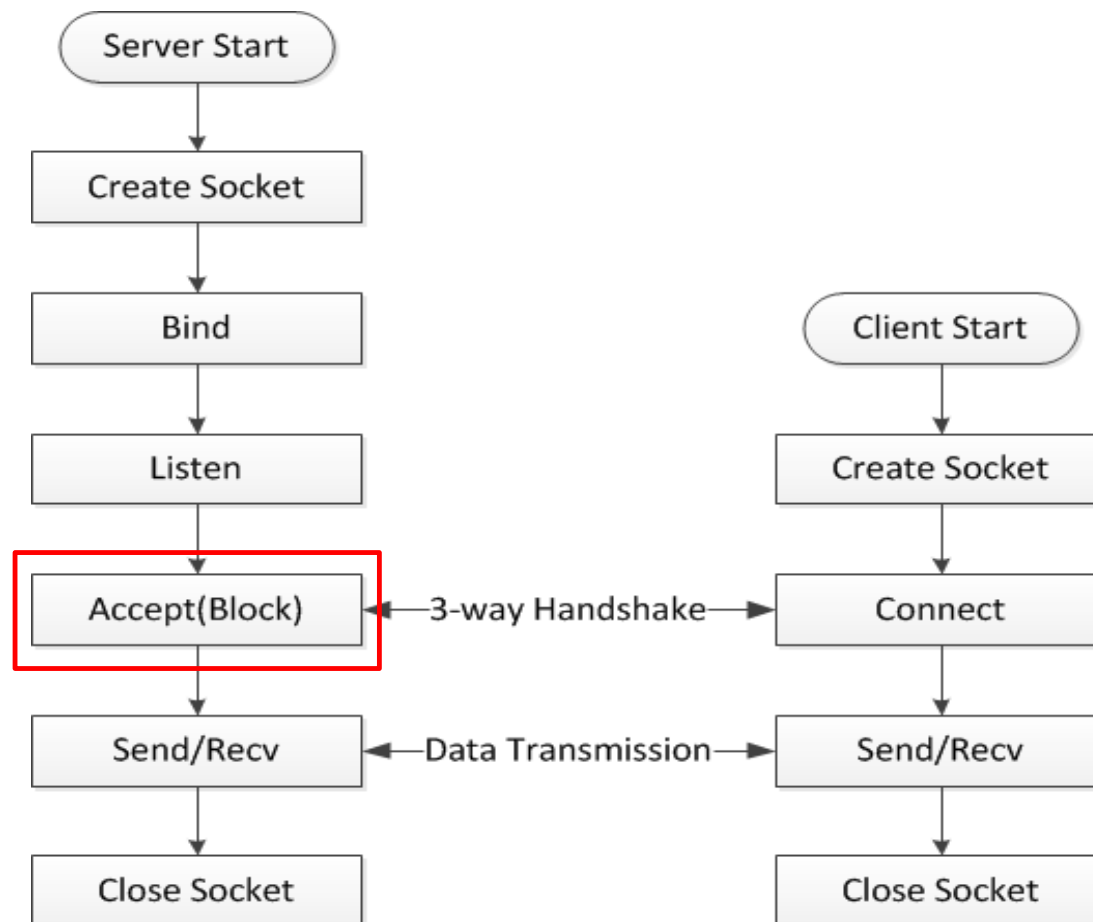 Server Start
Create Socket
Bind
Client Start
Listen
Create Socket
Accept(Block)
3-way Handshake
Connect
Send/Recv
Data Transmission
Send/Recv
Close Socket
Close Socket